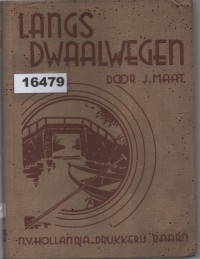 LANGS
DWAALWEGEN
DOOR J. MAAT.
16479
N.V. HOLLANDIA-DRUKKERIJ BAARN